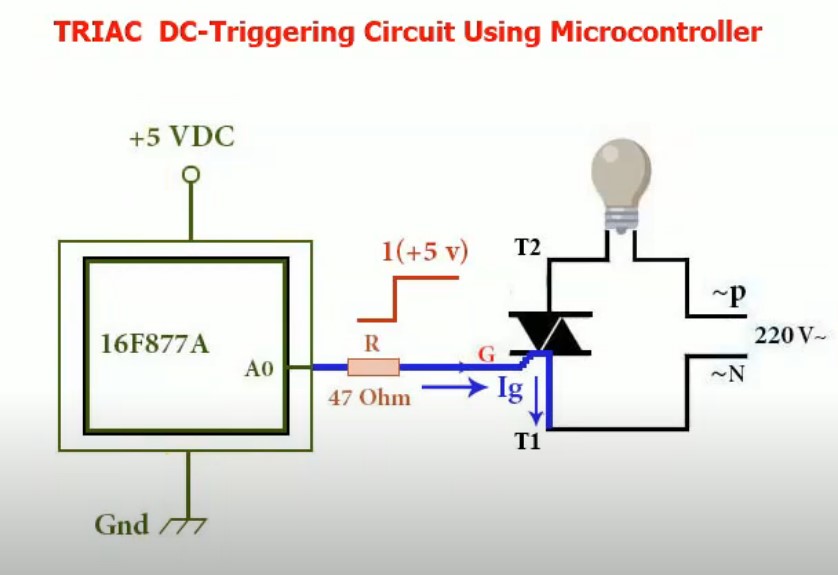 TRIAC DC-Triggering Circuit Using Microcontroller
+5 VDC
1(+5 v)
T2
~p
220 V~
16F877A
R
G
A0
~N
47 Ohm
Ig
T1
Gnd